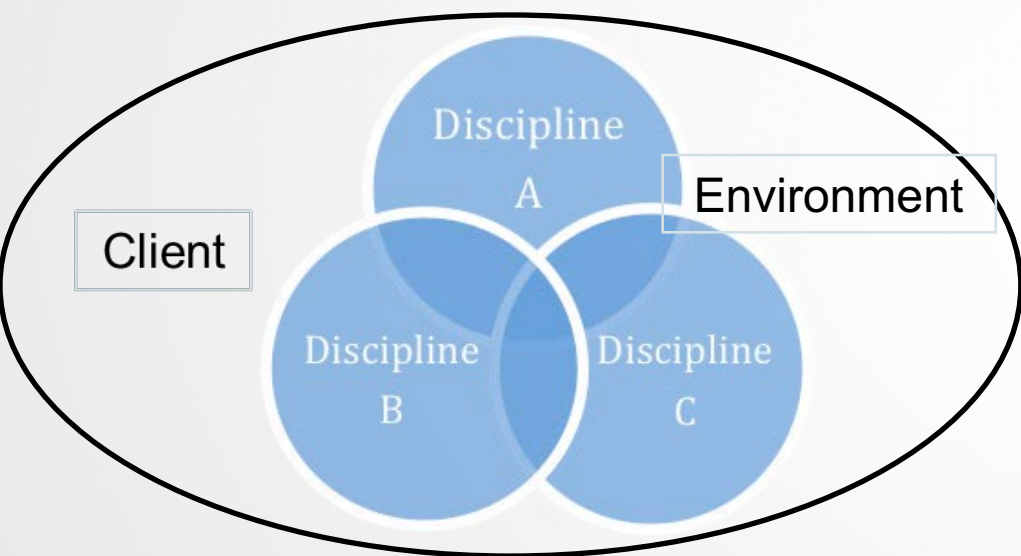 Discipline
A
Environment
Client
Discipline
B
Discipline
C